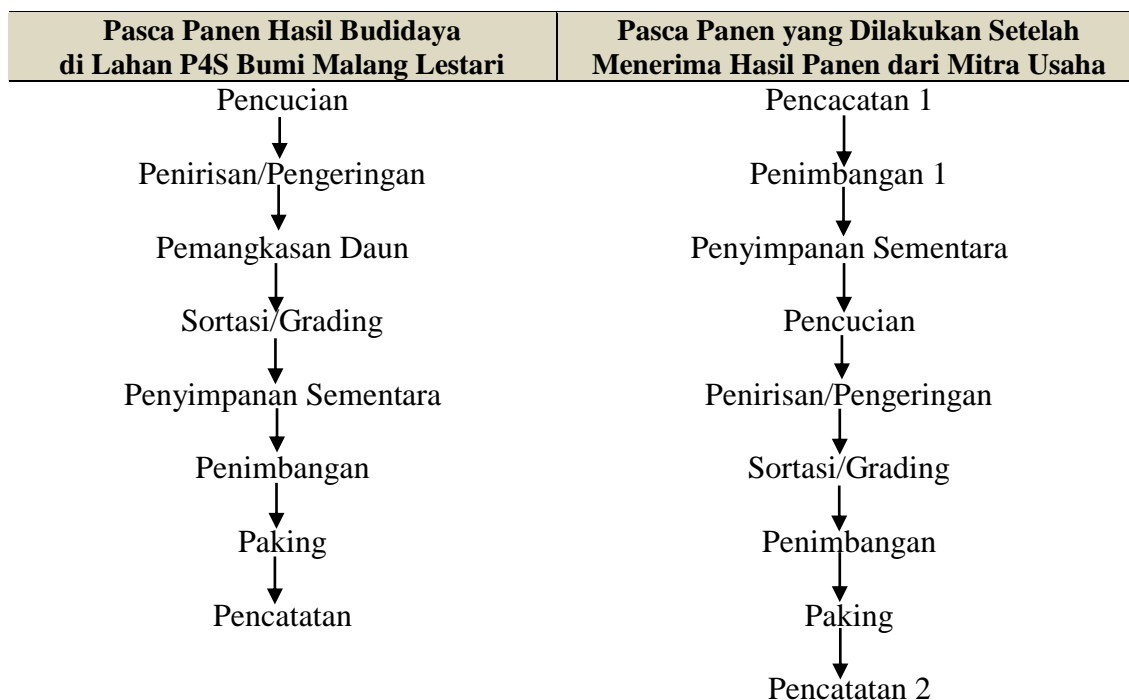 Pasca Panen Hasil Budidaya
di Lahan P4S Bumi Malang Lestari
Pencucian
Penirisan/Pengeringan
Pemangkasan Daun
Sortasi/Grading
Penyimpanan Sementara
Penimbangan
Paking
Pencatatan
Pasca Panen yang Dilakukan Setelah
Menerima Hasil Panen dari Mitra Usaha
Pencacatan 1
Penimbangan 1
Penyimpanan Sementara
Pencucian
Penirisan/Pengeringan
Sortasi/Grading
Penimbangan
Paking
Pencatatan 2